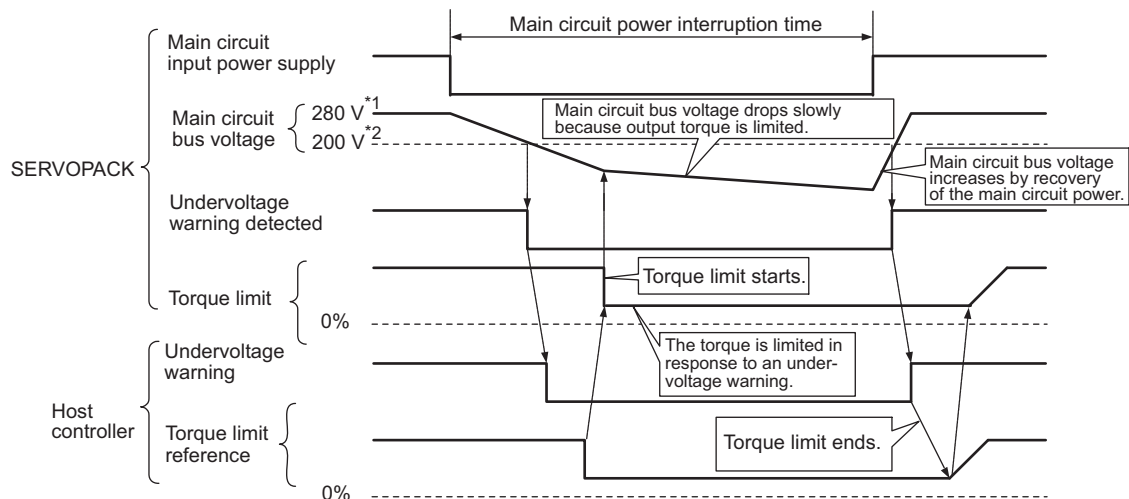 Main circuit power interruption time
Main circuit
input power supply
Main circuit
bus voltage
280 V*1
200 V*2
Main circuit bus voltage drops slowly
because output torque is limited.
Main circuit bus voltage
increases by recovery
of the main circuit power.
SERVOPACK
Undervoltage
warning detected
Torque limit starts.
Torque limit
0%
The torque is limited in
response to an under-
voltage warning.
Undervoltage
warning
Host
controller
Torque limit
reference
Torque limit ends.
0%